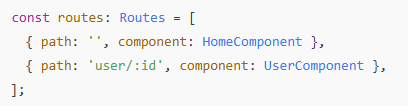 const routes: Routes = [
  { path: '', component: HomeComponent },
  { path: 'user/:id', component: UserComponent },
];